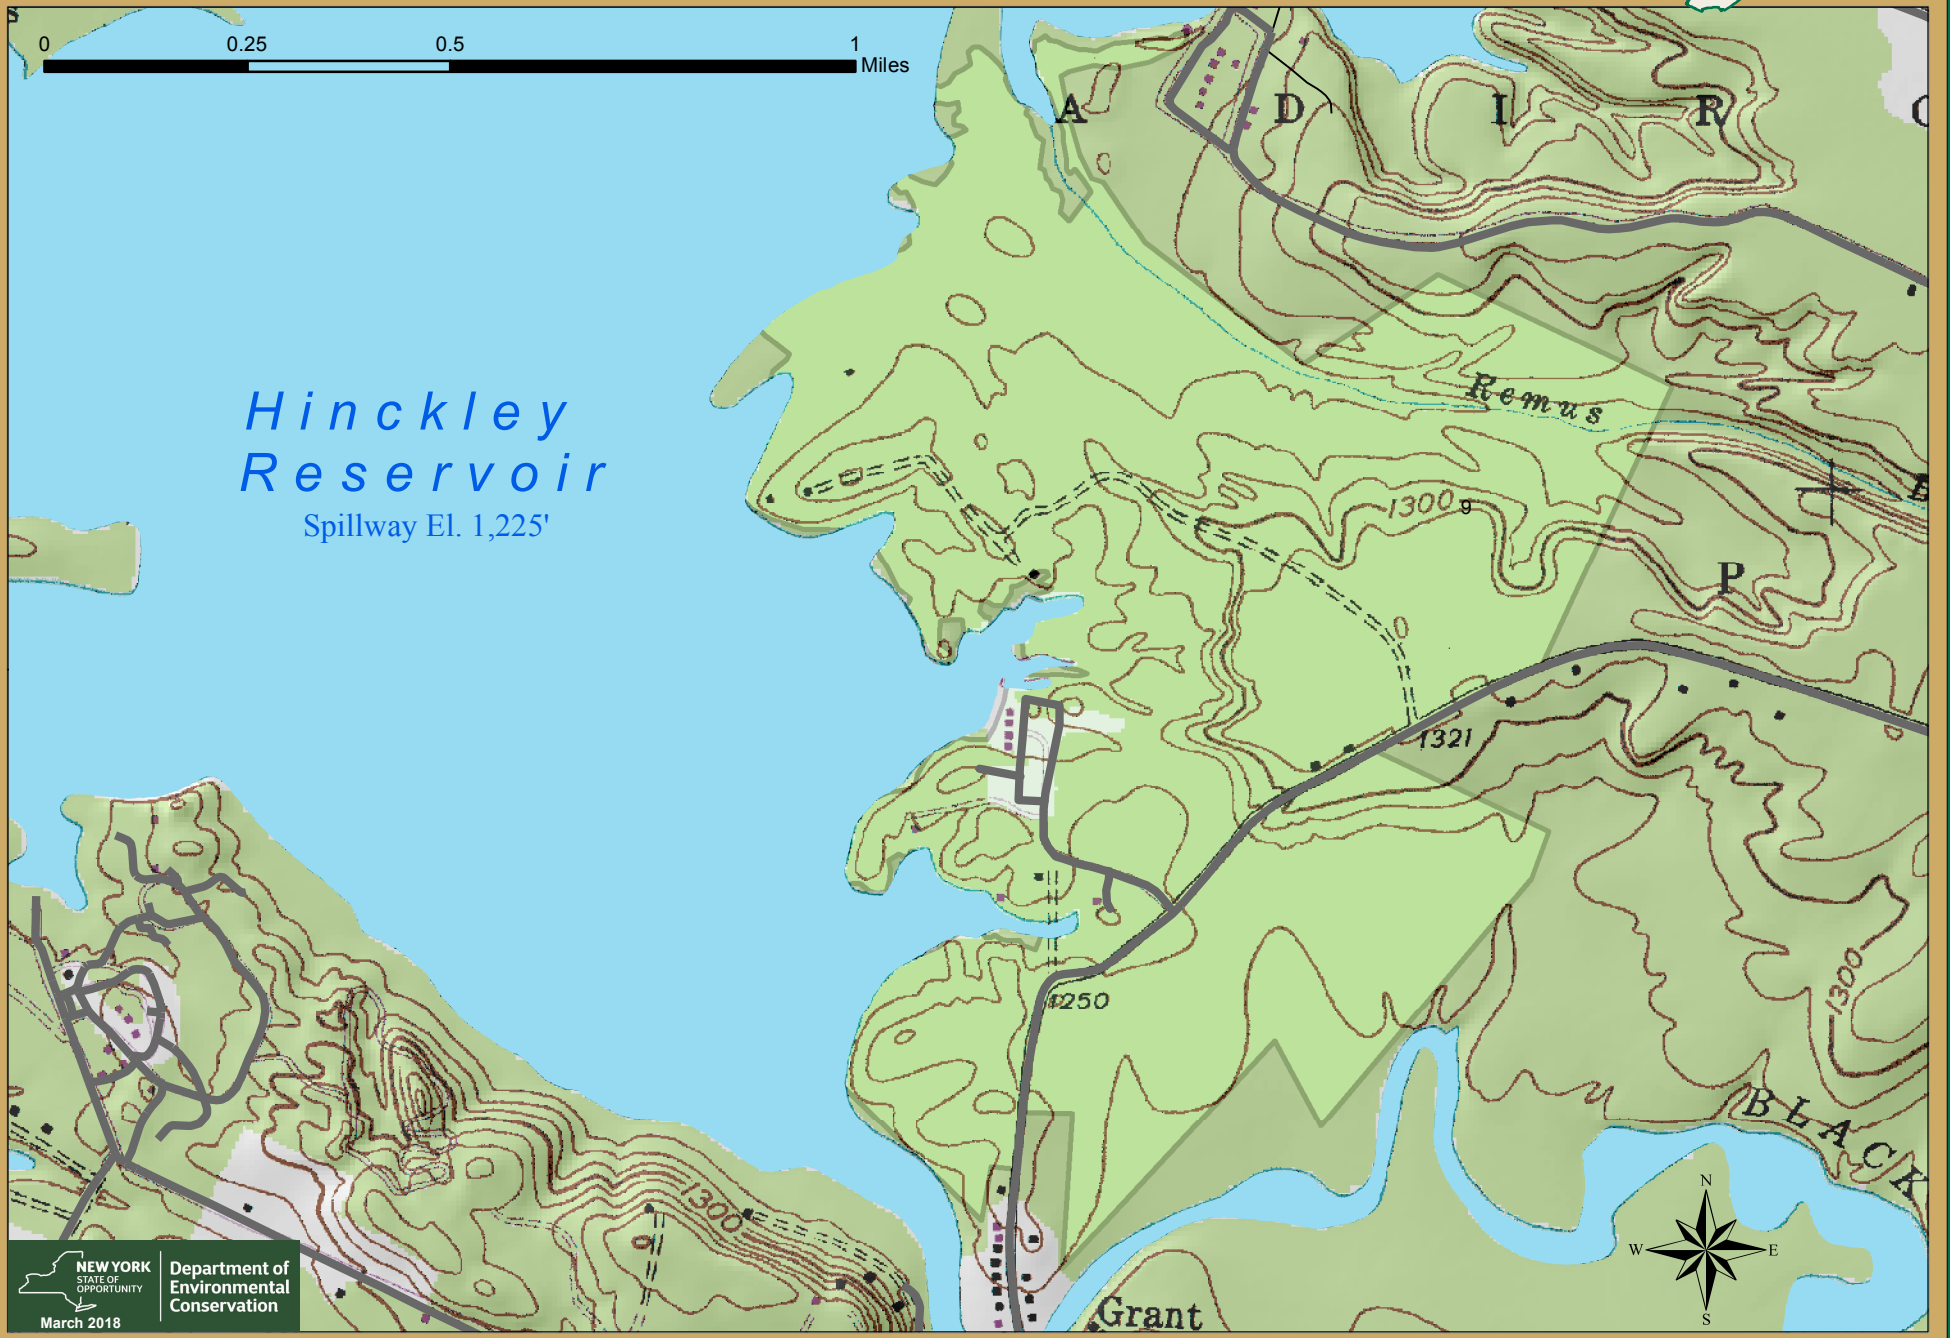 0 0.25 0.5 1
Miles
A D I R
Hinckley
Reservoir
Spillway El. 1,225'
Remus
1300 g
P
1321
1250
1300
BLACK
1300
N
W E
S
Grant
NEW YORK
STATE OF
OPPORTUNITY
Department of
Environmental
Conservation
March 2018